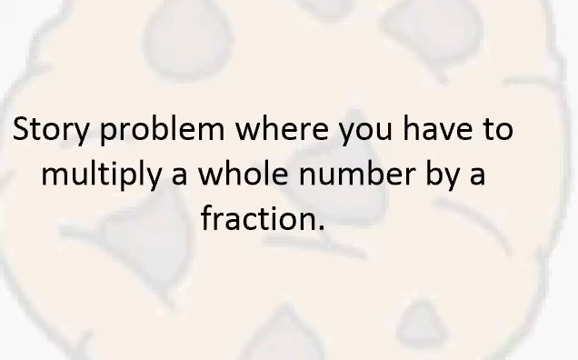 Story problem where you have to
multiply a whole number by a
fraction.